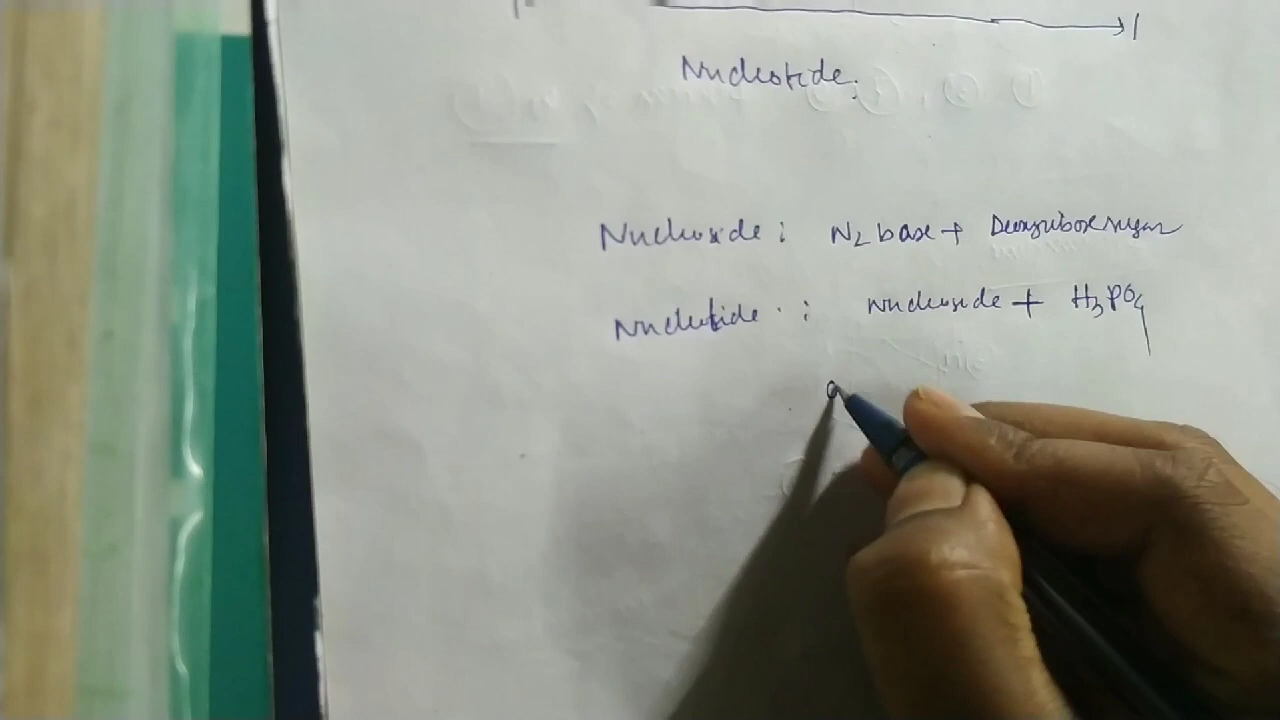 Nucleotide.
Nucleoside : N2 base + Deoxyribose sugar
Nucleotide : Nucleoside + H3PO4